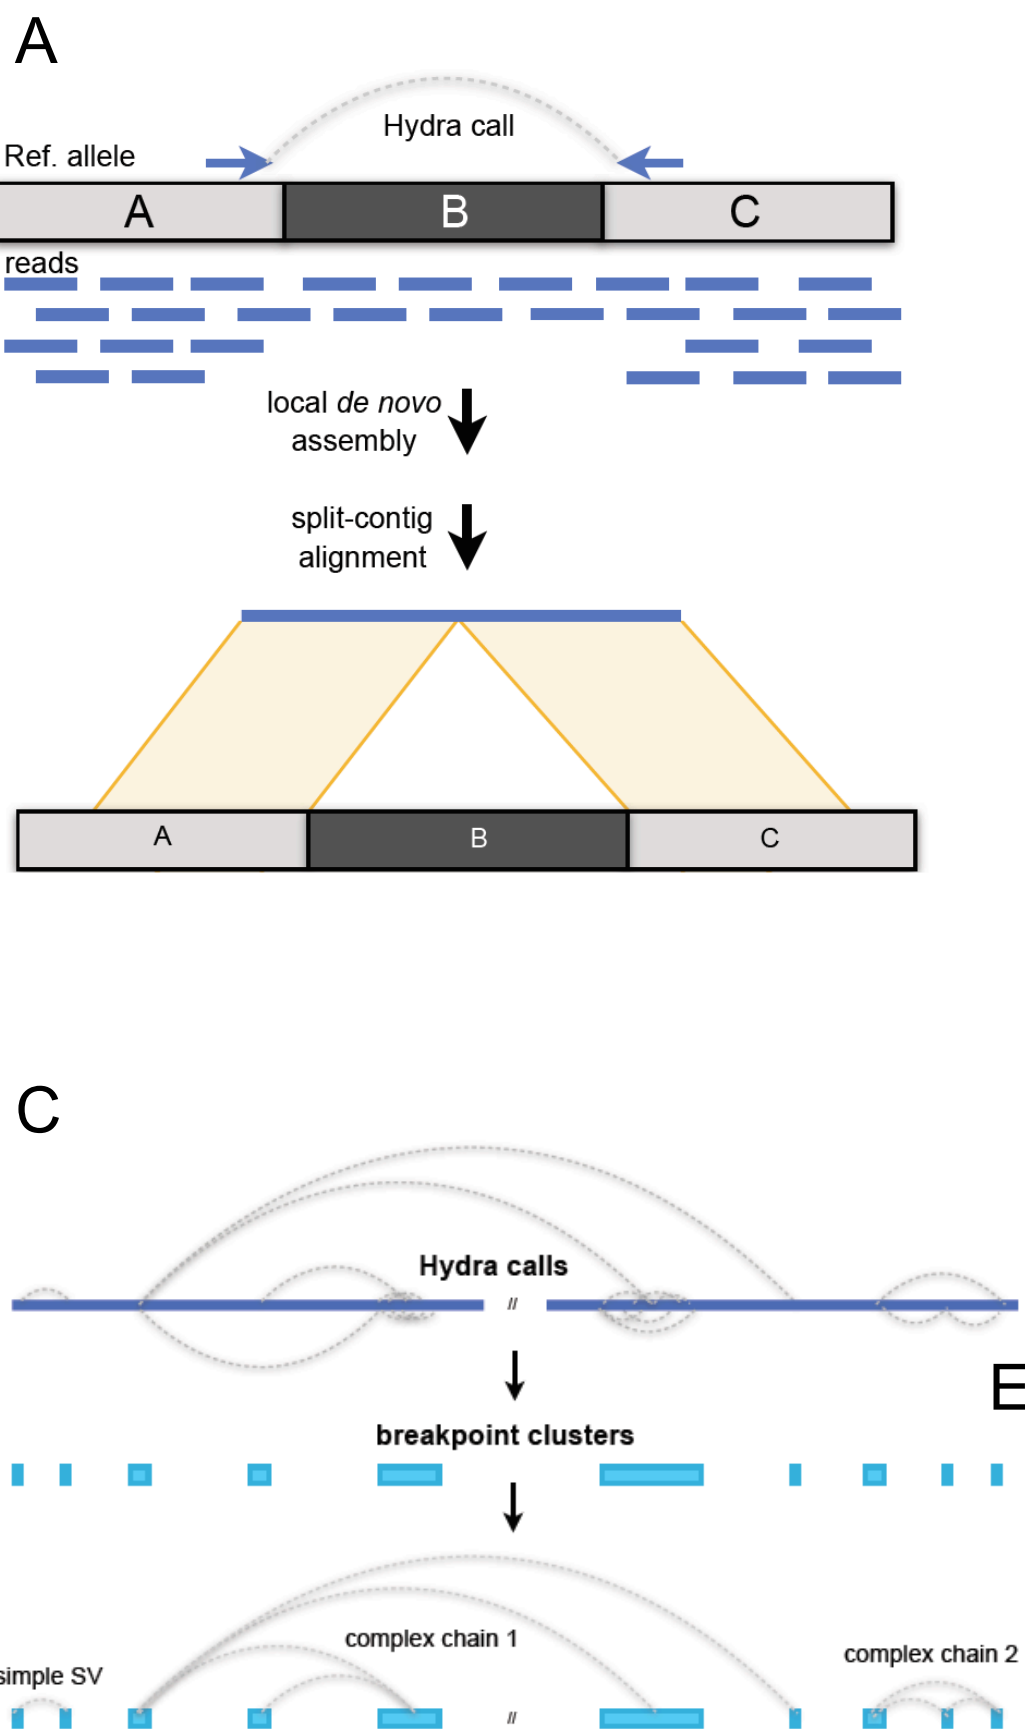 A
Hydra call
Ref. allele
A B C
reads
local de novo
assembly
split-contig
alignment
A B C
C
Hydra calls
//
E
breakpoint clusters
complex chain 1
complex chain 2
simple SV
//